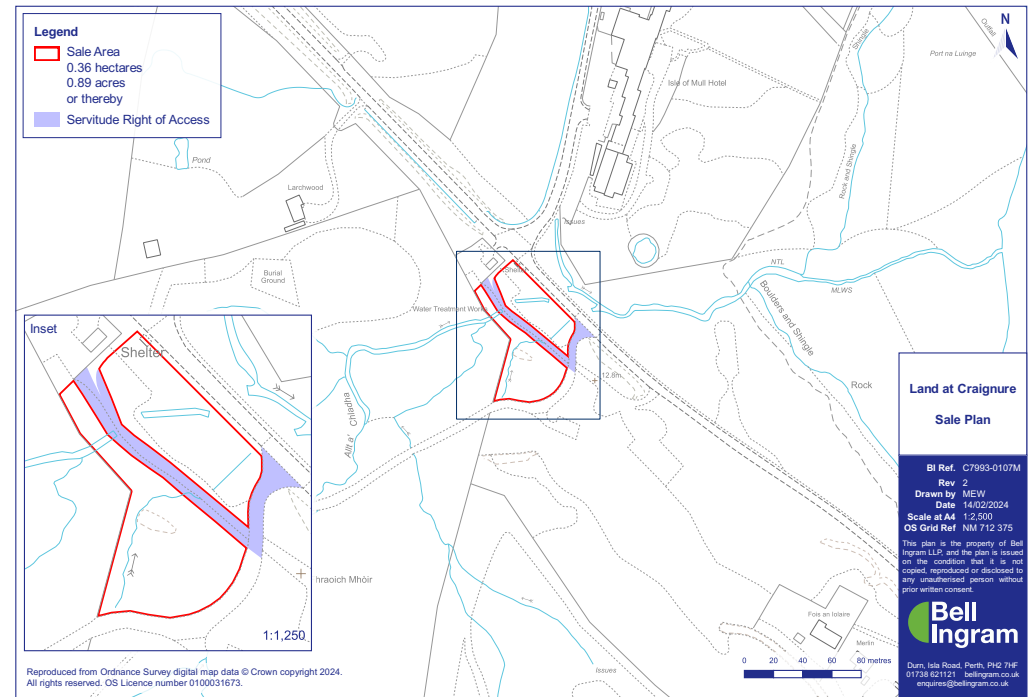 Legend
Sale Area
0.36 hectares
0.89 acres
or thereby
Servitude Right of Access
N
Outfall
Shingle
Port na Luinge
Isle of Mull Hotel
Pond
Rock and Shingle
Larchwood
Issues
Burial
Ground
Shelter
NTL
MLWS
Water Treatment Works
Boulders and Shingle
12.8m
Rock
Allt a' Chladha
hraoich Mhòir
Fois an Iolaire
Merlin
Issues
Inset
Shelter
1:1,250
0 20 40 60 80 metres
Reproduced from Ordnance Survey digital map data © Crown copyright 2024.
All rights reserved. OS Licence number 0100031673.
Land at Craignure
Sale Plan
BI Ref. C7993-0107M
Rev 2
Drawn by MEW
Date 14/02/2024
Scale at A4 1:2,500
OS Grid Ref NM 712 375
This plan is the property of Bell
Ingram LLP, and the plan is issued
on the condition that it is not
copied, reproduced or disclosed to
any unautherised person without
prior written consent.
Bell
Ingram
Durn, Isla Road, Perth, PH2 7HF
01738 621121 bellingram.co.uk
enquires@bellingram.co.uk